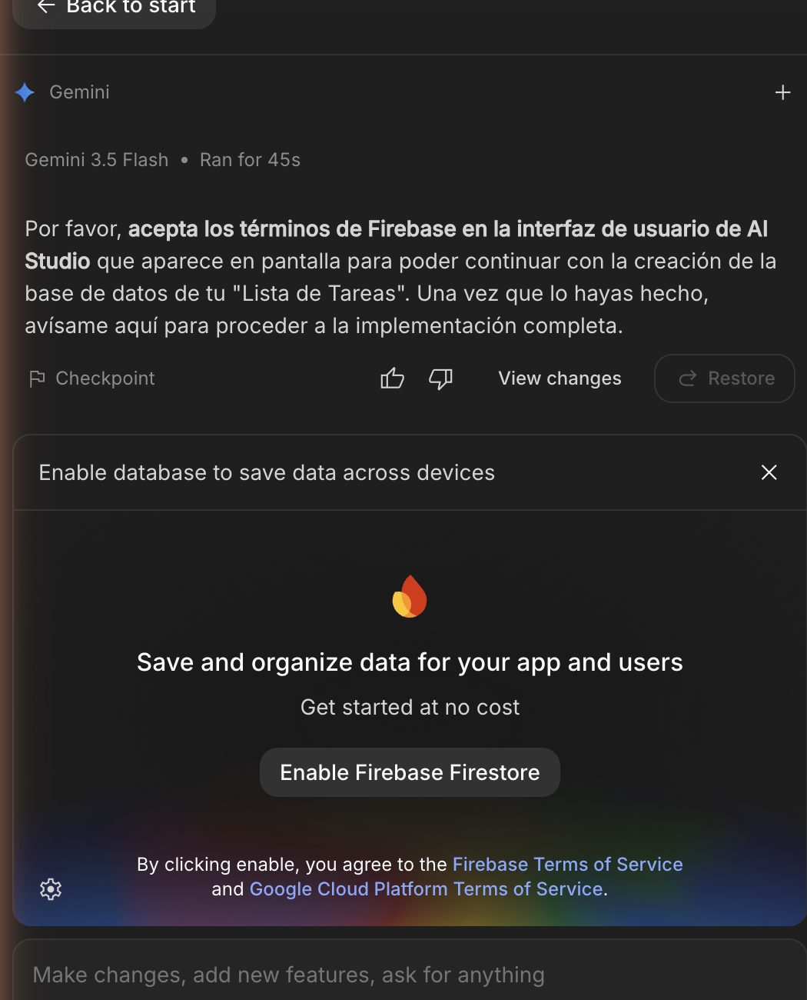 Back to start
Gemini
Gemini 3.5 Flash • Ran for 45s
Por favor, acepta los términos de Firebase en la interfaz de usuario de AI
Studio que aparece en pantalla para poder continuar con la creación de la
base de datos de tu "Lista de Tareas". Una vez que lo hayas hecho,
avísame aquí para proceder a la implementación completa.
Checkpoint View changes Restore
Enable database to save data across devices
Save and organize data for your app and users
Get started at no cost
Enable Firebase Firestore
By clicking enable, you agree to the Firebase Terms of Service
and Google Cloud Platform Terms of Service.
Make changes, add new features, ask for anything